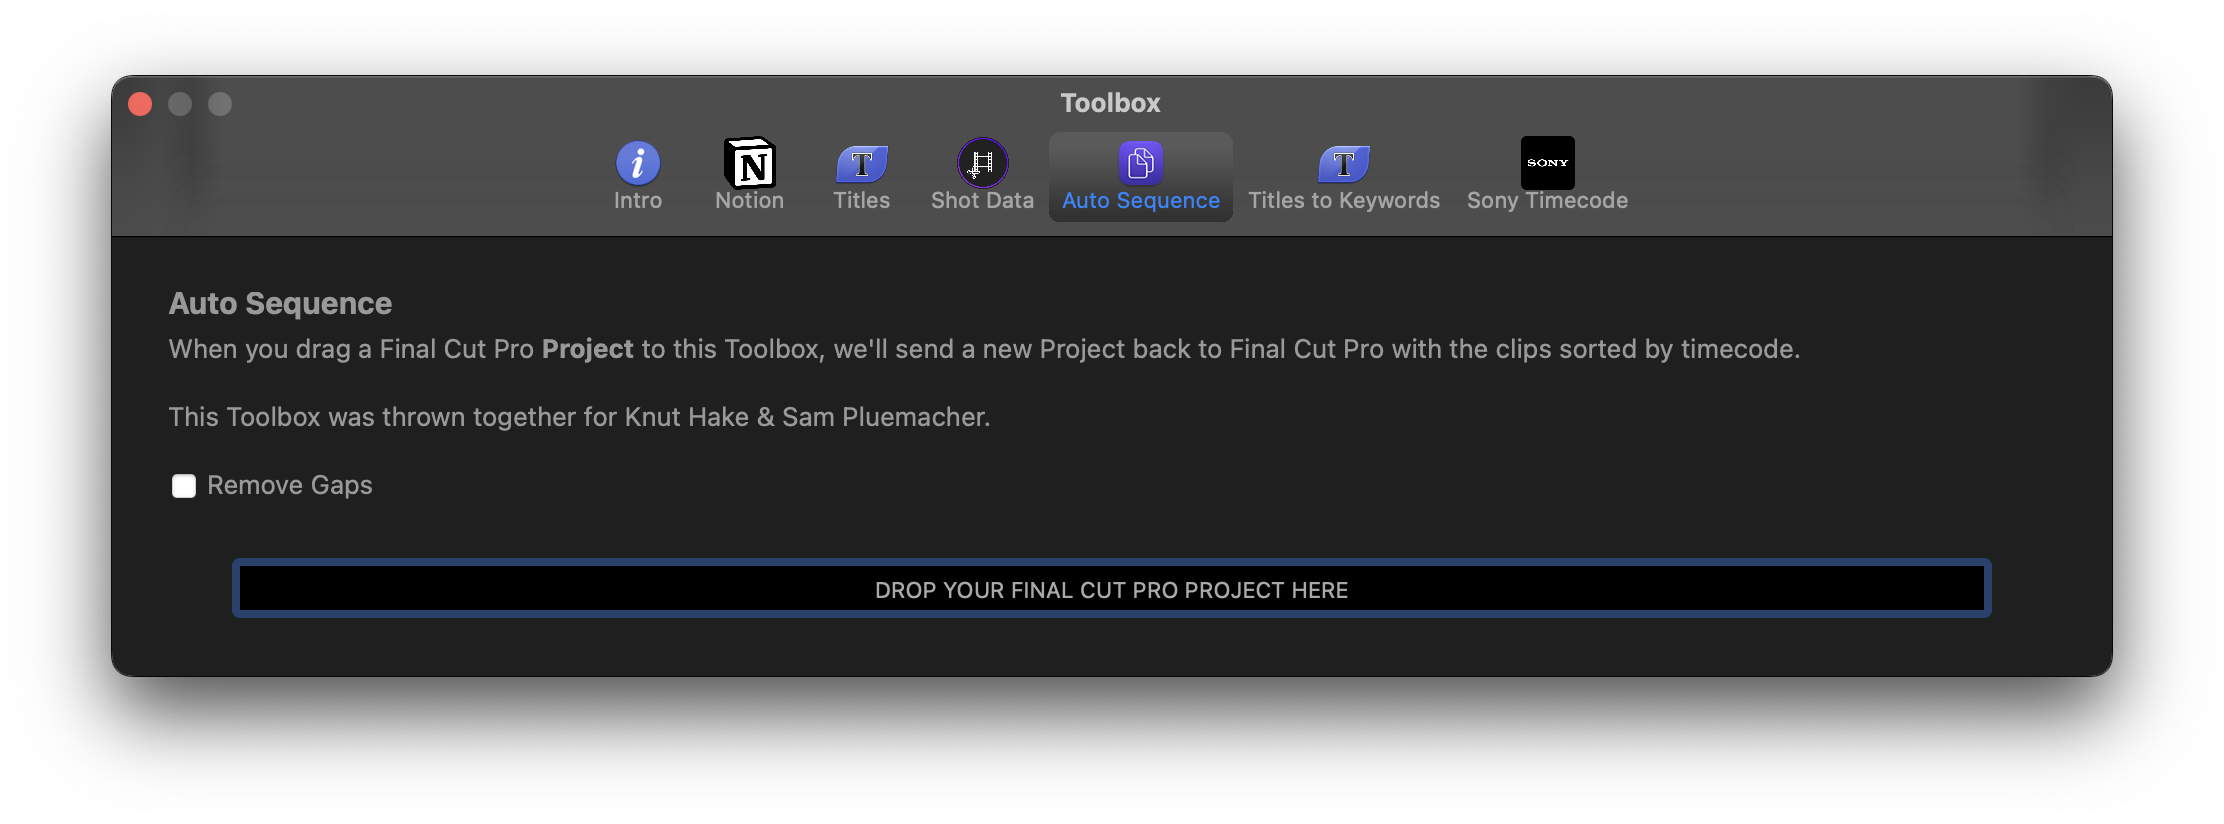 Toolbox
Intro
Notion
Titles
Shot Data
Auto Sequence
Titles to Keywords
SONY
Sony Timecode
Auto Sequence
When you drag a Final Cut Pro Project to this Toolbox, we'll send a new Project back to Final Cut Pro with the clips sorted by timecode.
This Toolbox was thrown together for Knut Hake & Sam Pluemacher.
Remove Gaps
DROP YOUR FINAL CUT PRO PROJECT HERE